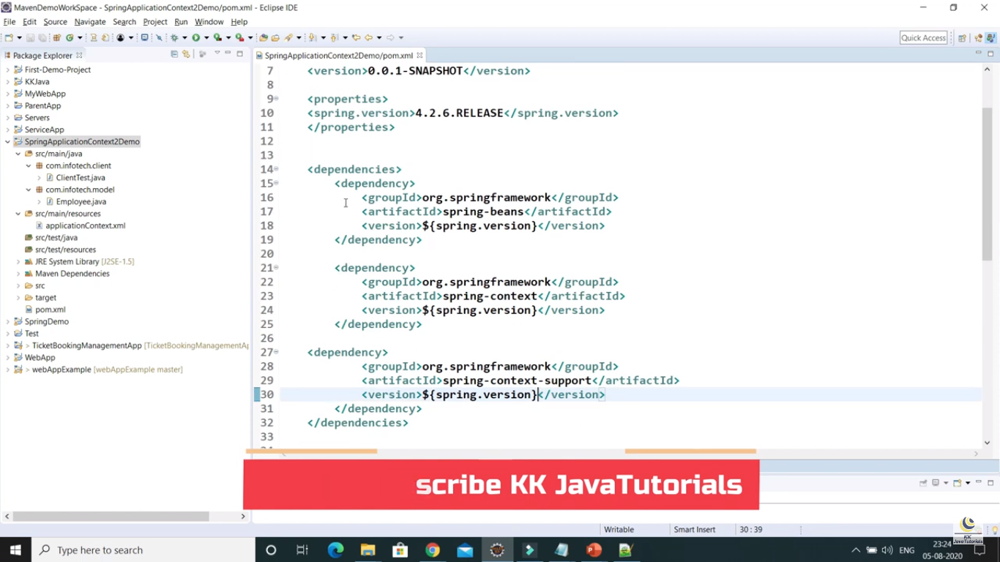 MavenDemoWorkSpace - SpringApplicationContext2Demo/pom.xml - Eclipse IDE
File Edit Source Navigate Search Project Run Window Help
Quick Access
Package Explorer
First-Demo-Project
KKJava
MyWebApp
ParentApp
Servers
ServiceApp
SpringApplicationContext2Demo
src/main/java
com.infotech.client
ClientTest.java
com.infotech.model
Employee.java
src/main/resources
applicationContext.xml
src/test/java
src/test/resources
JRE System Library [J2SE-1.5]
Maven Dependencies
src
target
pom.xml
SpringDemo
Test
> TicketBookingManagementApp [TicketBookingManagementAp
WebApp
> webAppExample [webAppExample master]
SpringApplicationContext2Demo/pom.xml
7 <version>0.0.1-SNAPSHOT</version>
8
9 <properties>
10 <spring.version>4.2.6.RELEASE</spring.version>
11 </properties>
12
13
14 <dependencies>
15 <dependency>
16 <groupId>org.springframework</groupId>
17 <artifactId>spring-beans</artifactId>
18 <version>${spring.version}</version>
19 </dependency>
20
21 <dependency>
22 <groupId>org.springframework</groupId>
23 <artifactId>spring-context</artifactId>
24 <version>${spring.version}</version>
25 </dependency>
26
27 <dependency>
28 <groupId>org.springframework</groupId>
29 <artifactId>spring-context-support</artifactId>
30 <version>${spring.version}</version>
31 </dependency>
32 </dependencies>
33
scribe KK JavaTutorials
Writable Smart Insert 30 : 39
KK
JavaTutorials
Type here to search
ENG
23:24
05-08-2020